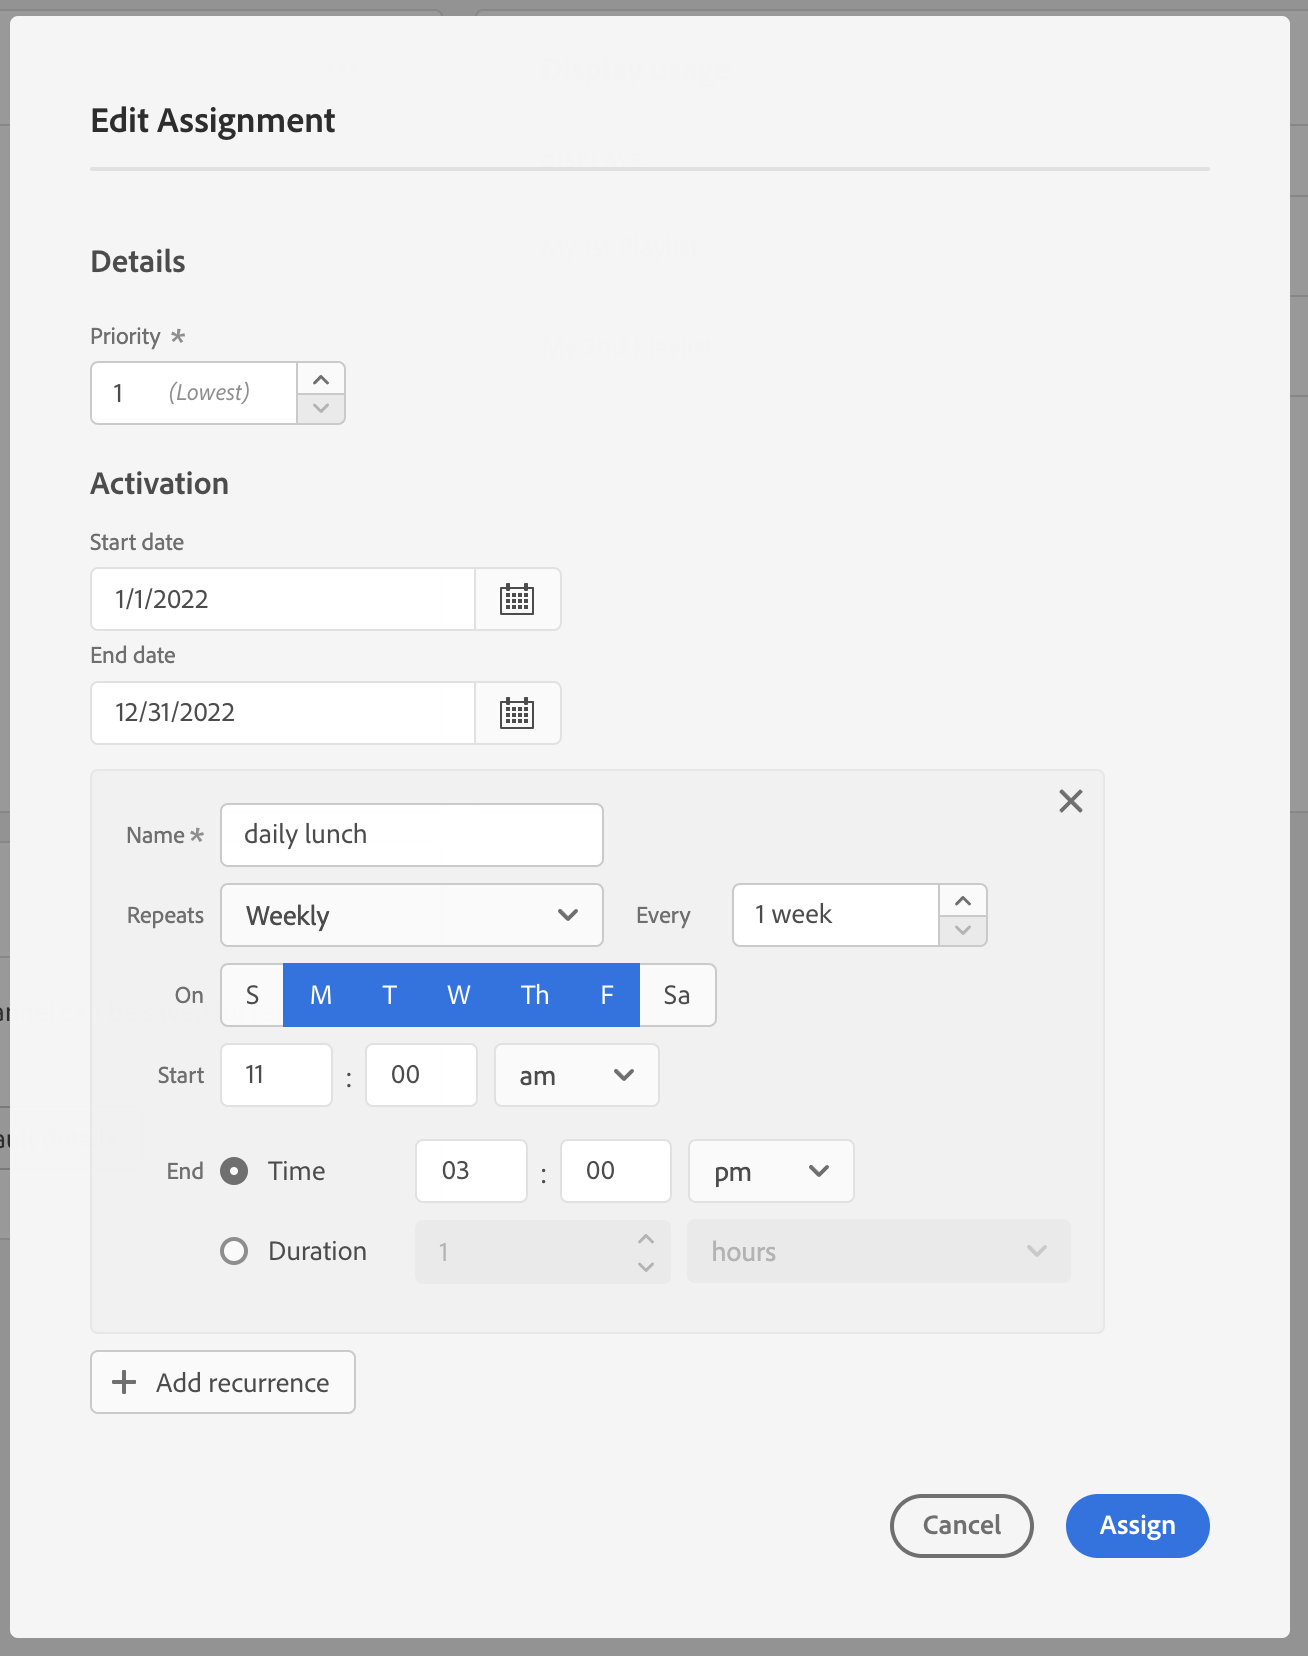 Edit Assignment
Details
Priority *
1 (Lowest)
Activation
Start date
1/1/2022
End date
12/31/2022
Name * daily lunch
Repeats Weekly Every 1 week
On S M T W Th F Sa
Start 11 : 00 am
End Time 03 : 00 pm
Duration 1 hours
Add recurrence
Cancel Assign